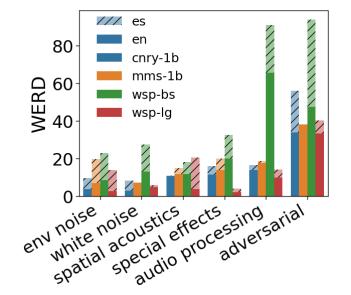 es
en
cnry-1b
mms-1b
wsp-bs
wsp-lg
WERD
80
60
40
20
0
env noise
white noise
spatial acoustics
special effects
audio processing
adversarial